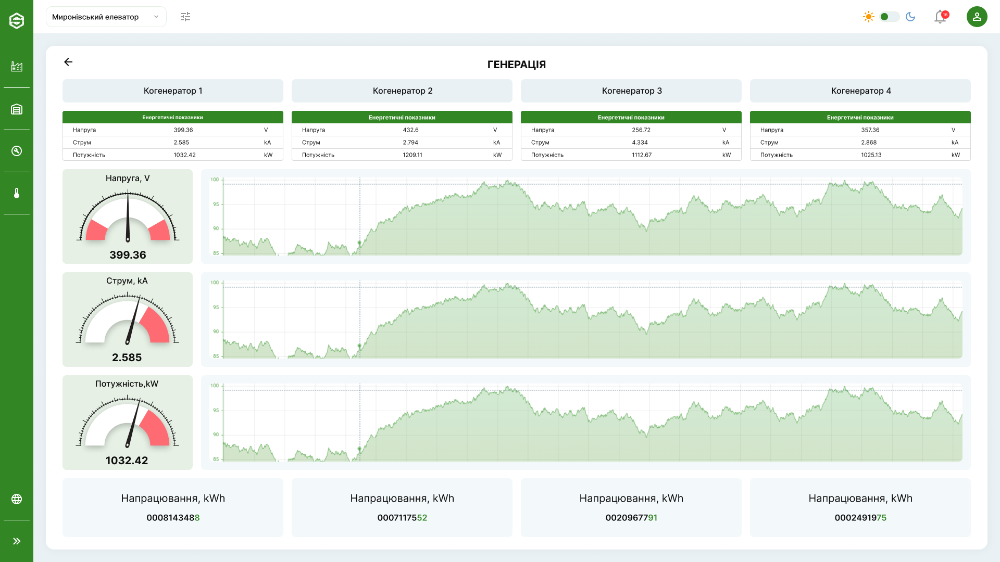 Миронівський елеватор
16
ГЕНЕРАЦІЯ
Когенератор 1
Когенератор 2
Когенератор 3
Когенератор 4
Енергетичні показники
Напруга 399.36 V
Струм 2.585 kA
Потужність 1032.42 kW
Енергетичні показники
Напруга 432.6 V
Струм 2.794 kA
Потужність 1209.11 kW
Енергетичні показники
Напруга 256.72 V
Струм 4.334 kA
Потужність 1112.67 kW
Енергетичні показники
Напруга 357.36 V
Струм 2.868 kA
Потужність 1025.13 kW
Напруга, V
399.36
100
95
90
85
Струм, kA
2.585
100
95
90
85
Потужність,kW
1032.42
100
95
90
85
Напрацювання, kWh
0008143488
Напрацювання, kWh
0007117552
Напрацювання, kWh
0020967791
Напрацювання, kWh
0002491975